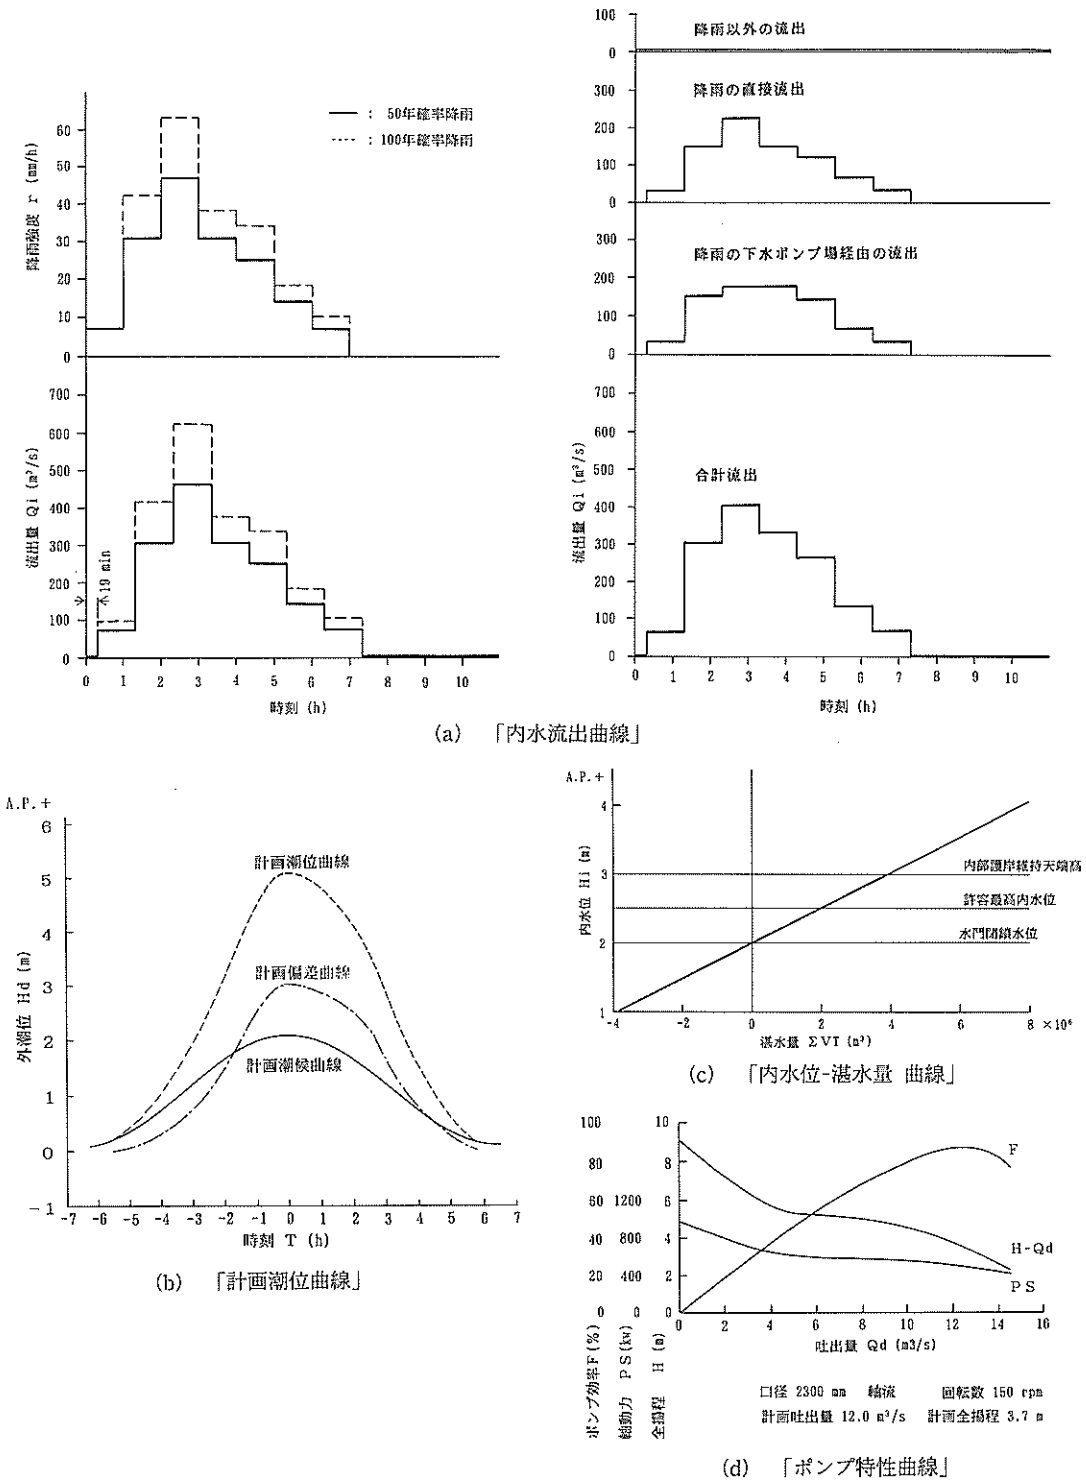 60
50
40
30
20
10
0
降雨強度 r (mm/h)
― : 50年確率降雨
---- : 100年確率降雨
700
600
500
400
300
200
100
0
流出量 Qi (m³/s)
19 min
0 1 2 3 4 5 6 7 8 9 10
時刻 (h)
100
0
降雨以外の流出
300
200
100
0
降雨の直接流出
300
200
100
0
降雨の下水ポンプ場経由の流出
700
600
500
400
300
200
100
0
流出量 Qi (m³/s)
合計流出
0 1 2 3 4 5 6 7 8 9 10
時刻 (h)
(a) 「内水流出曲線」
A.P.+
6
5
4
3
2
1
0
-1
外潮位 Hd (m)
計画潮位曲線
計画偏差曲線
計画潮候曲線
-7 -6 -5 -4 -3 -2 -1 0 1 2 3 4 5 6 7
時刻 T (h)
(b) 「計画潮位曲線」
A.P.+
4
3
2
1
内水位 Hi (m)
内部護岸維持天端高
許容最高内水位
水門閉鎖水位
-4 -2 0 2 4 6 8 ×10⁶
湛水量 ΣVT (m³)
(c) 「内水位-湛水量 曲線」
100 10
80 8
60 1200 6
40 800 4
20 400 2
0 0 0
F
H-Qd
PS
0 2 4 6 8 10 12 14 16
吐出量 Qd (m3/s)
ポンプ効率F(%)
軸動力 PS(kw)
全揚程 H (m)
口径 2300 mm 軸流 回転数 150 rpm
計画吐出量 12.0 m³/s 計画全揚程 3.7 m
(d) 「ポンプ特性曲線」